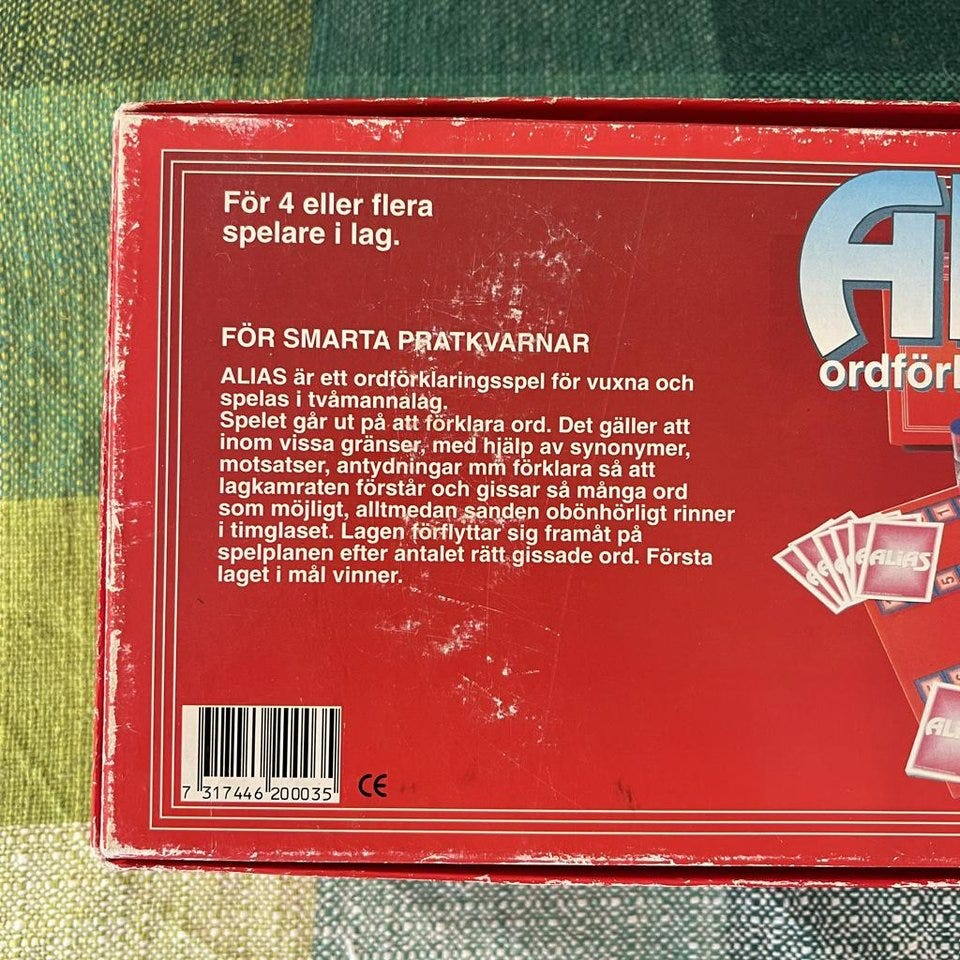 För 4 eller flera
spelare i lag.
FÖR SMARTA PRATKVARNAR
ALIAS är ett ordförklaringsspel för vuxna och
spelas i tvåmannalag.
Spelet går ut på att förklara ord. Det gäller att
inom vissa gränser, med hjälp av synonymer,
motsatser, antydningar mm förklara så att
lagkamraten förstår och gissar så många ord
som möjligt, alltmedan sanden obönhörligt rinner
i timglaset. Lagen förflyttar sig framåt på
spelplanen efter antalet rätt gissade ord. Första
laget i mål vinner.
7 317446 200035
CE
ALiAS
1
5